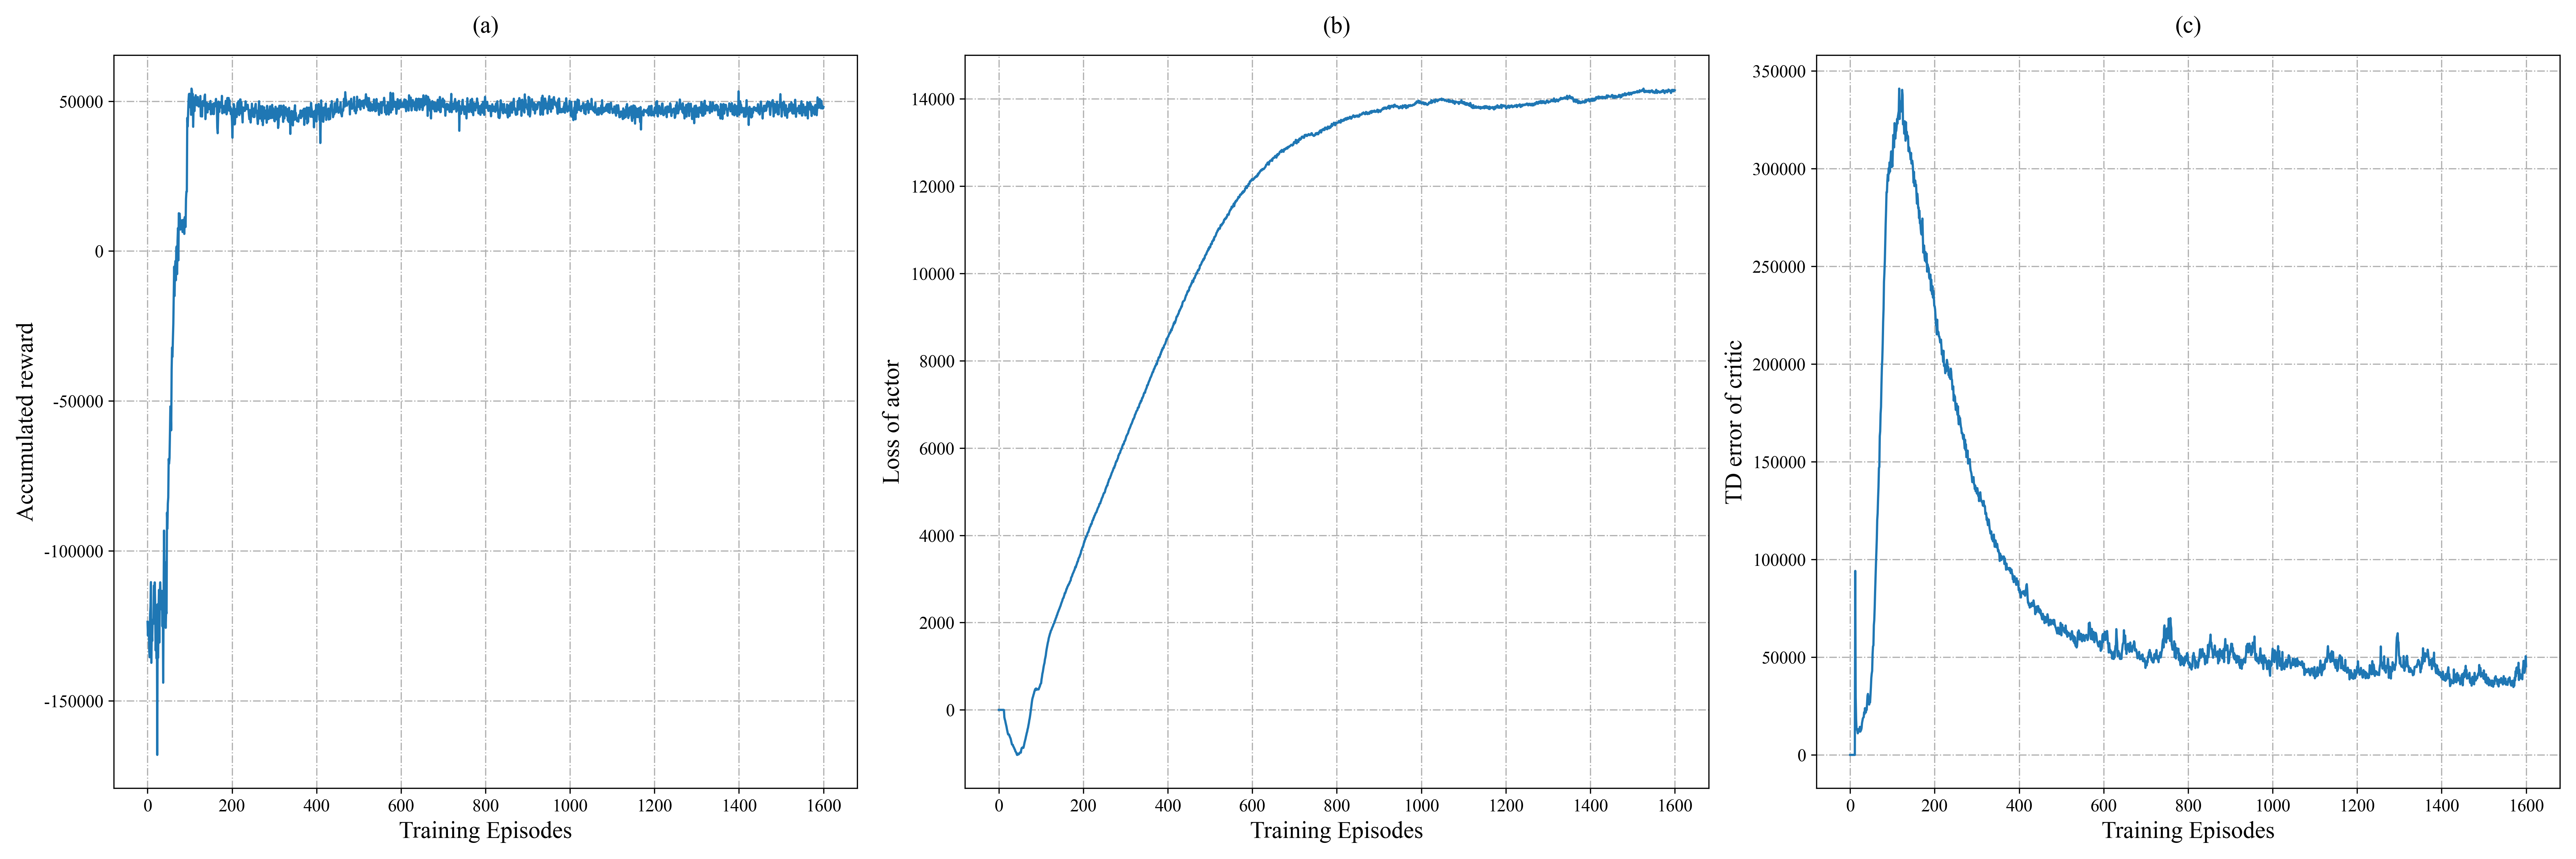 (a)
50000
0
-50000
-100000
-150000
Accumulated reward
0 200 400 600 800 1000 1200 1400 1600
Training Episodes
(b)
14000
12000
10000
8000
6000
4000
2000
0
Loss of actor
0 200 400 600 800 1000 1200 1400 1600
Training Episodes
(c)
350000
300000
250000
200000
150000
100000
50000
0
TD error of critic
0 200 400 600 800 1000 1200 1400 1600
Training Episodes